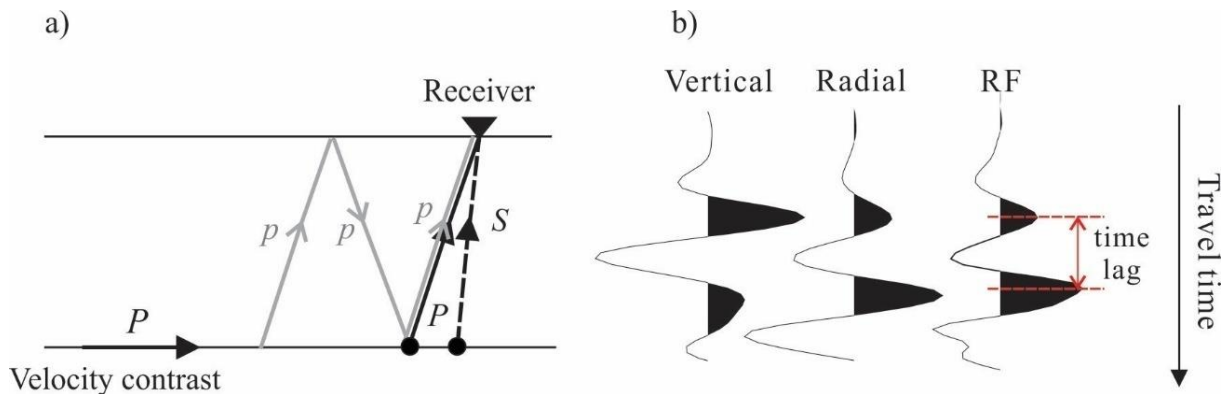 a)
Receiver
p
p
p
S
P
P
Velocity contrast
b)
Vertical
Radial
RF
time
lag
Travel time